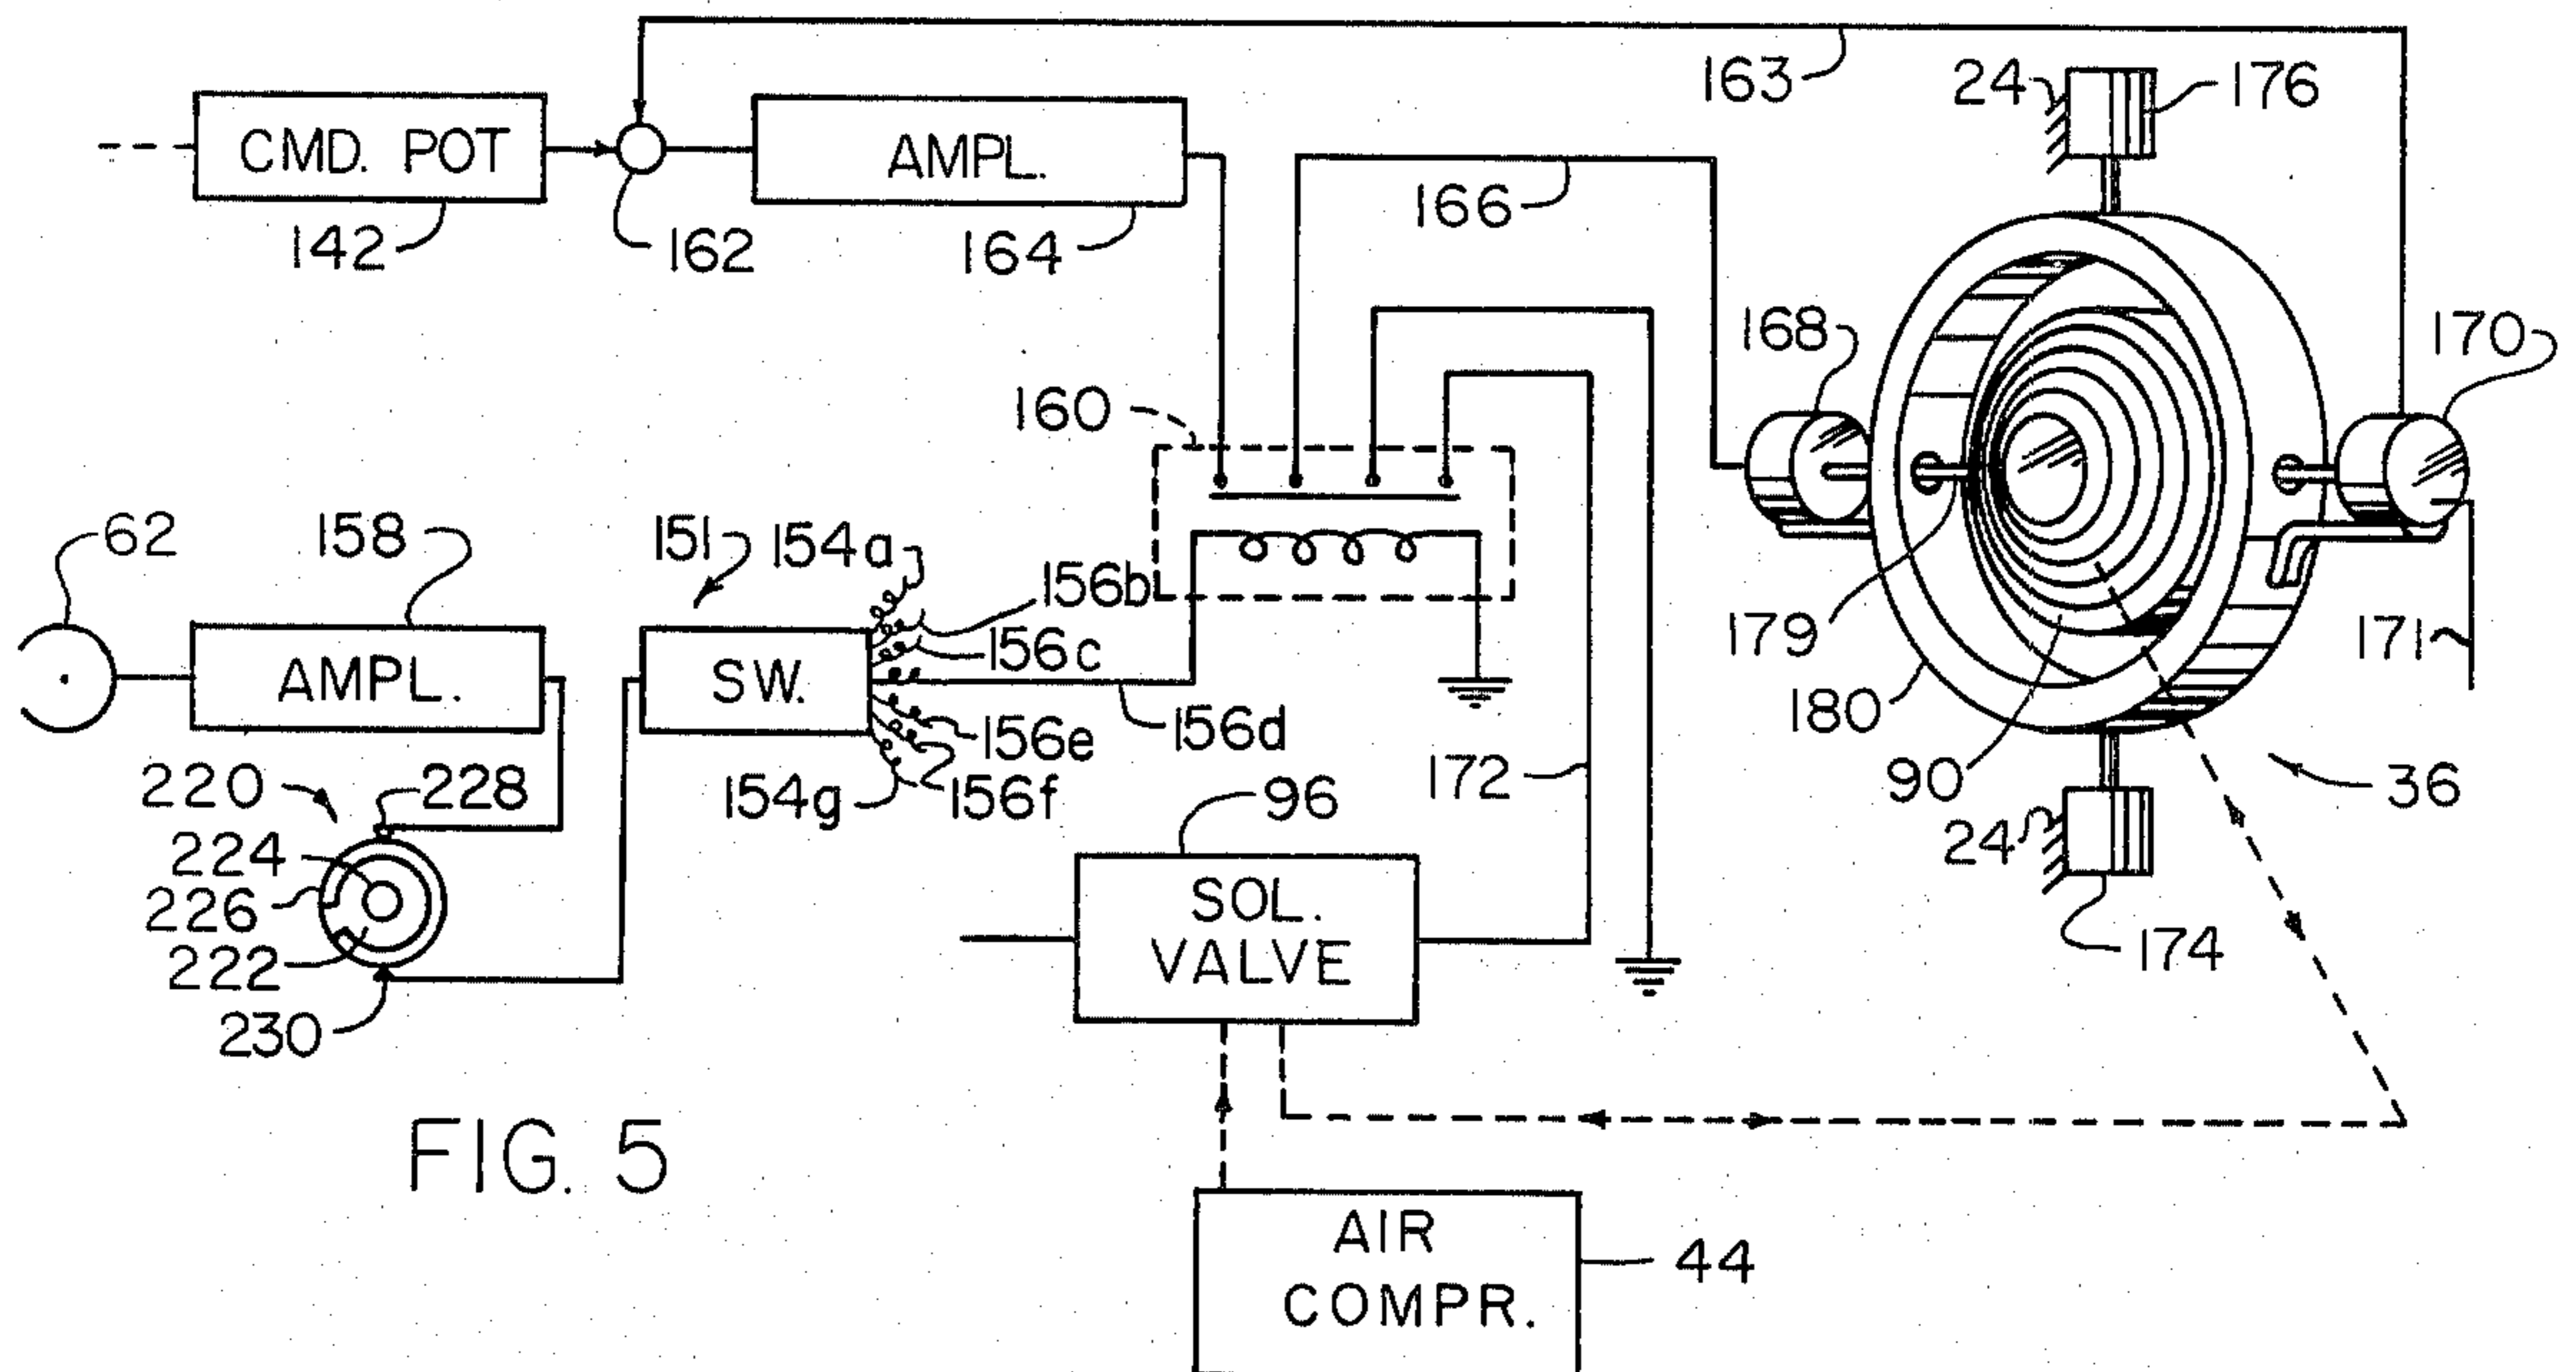 163
24
176
CMD. POT
AMPL.
142
162
164
166
168
170
160
62
158
151
154a
156b
156c
AMPL.
SW.
179
171
180
156e
156d
220
228
154g
156f
96
172
90
36
224
226
222
230
SOL.
VALVE
24
174
FIG. 5
AIR
COMPR.
44